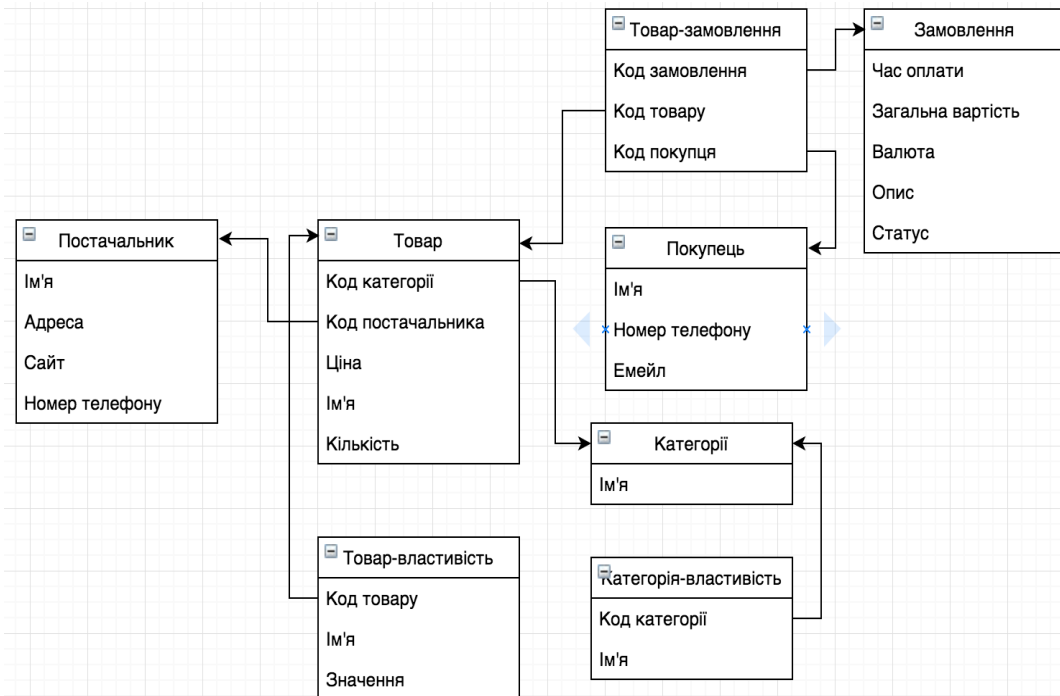 Товар-замовлення
Код замовлення
Код товару
Код покупця
Замовлення
Час оплати
Загальна вартість
Валюта
Опис
Статус
Постачальник
Ім'я
Адреса
Сайт
Номер телефону
Товар
Код категорії
Код постачальника
Ціна
Ім'я
Кількість
Покупець
Ім'я
Номер телефону
Емейл
Категорії
Ім'я
Товар-властивість
Код товару
Ім'я
Значення
Категорія-властивість
Код категорії
Ім'я